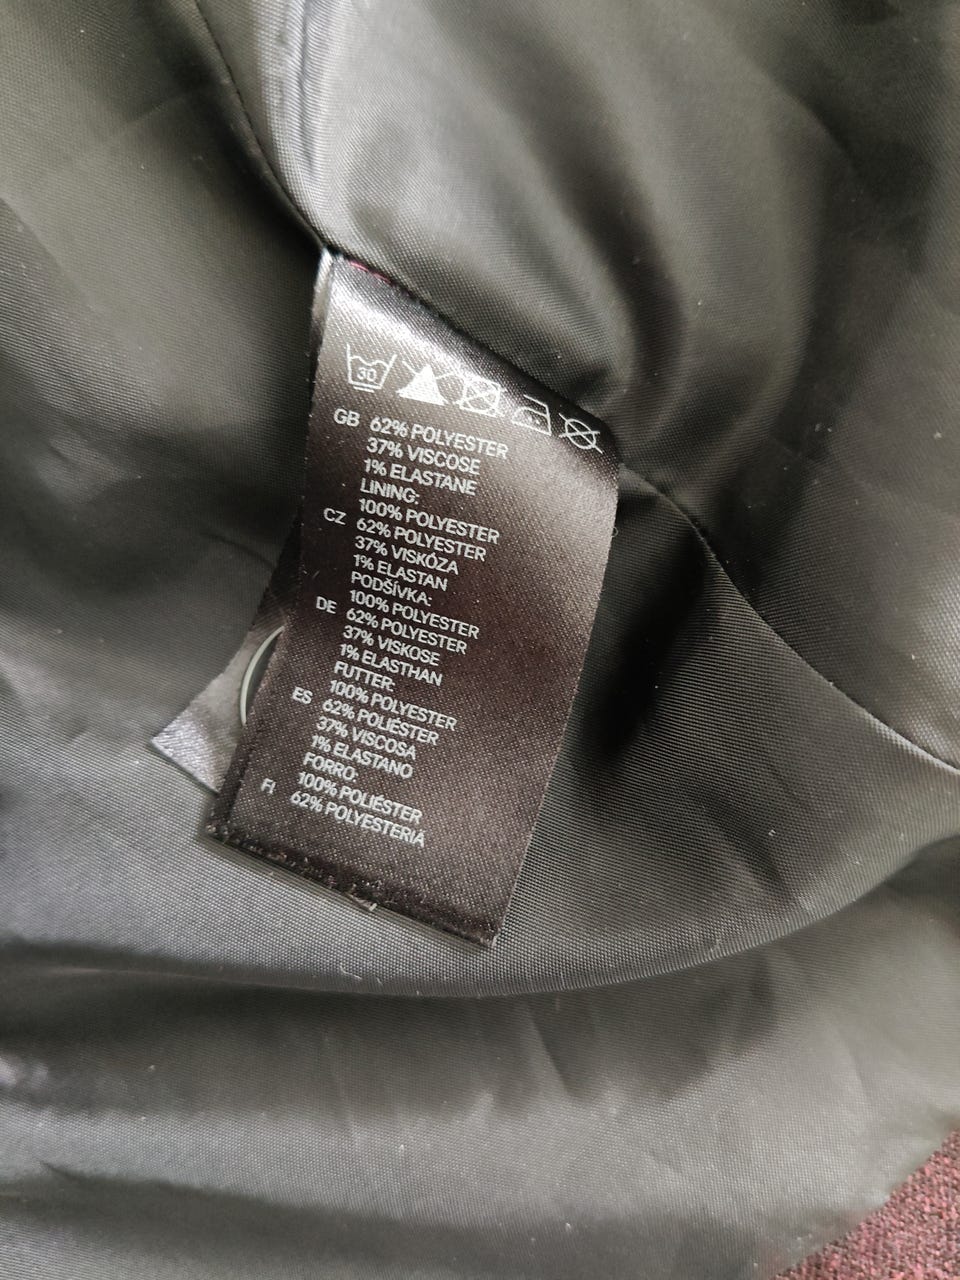 30
GB 62% POLYESTER
37% VISCOSE
1% ELASTANE
LINING:
100% POLYESTER
CZ 62% POLYESTER
37% VISKÓZA
1% ELASTAN
PODŠÍVKA:
100% POLYESTER
DE 62% POLYESTER
37% VISKOSE
1% ELASTHAN
FUTTER:
100% POLYESTER
ES 62% POLIÉSTER
37% VISCOSA
1% ELASTANO
FORRO:
100% POLIÉSTER
FI 62% POLYESTERIÄ